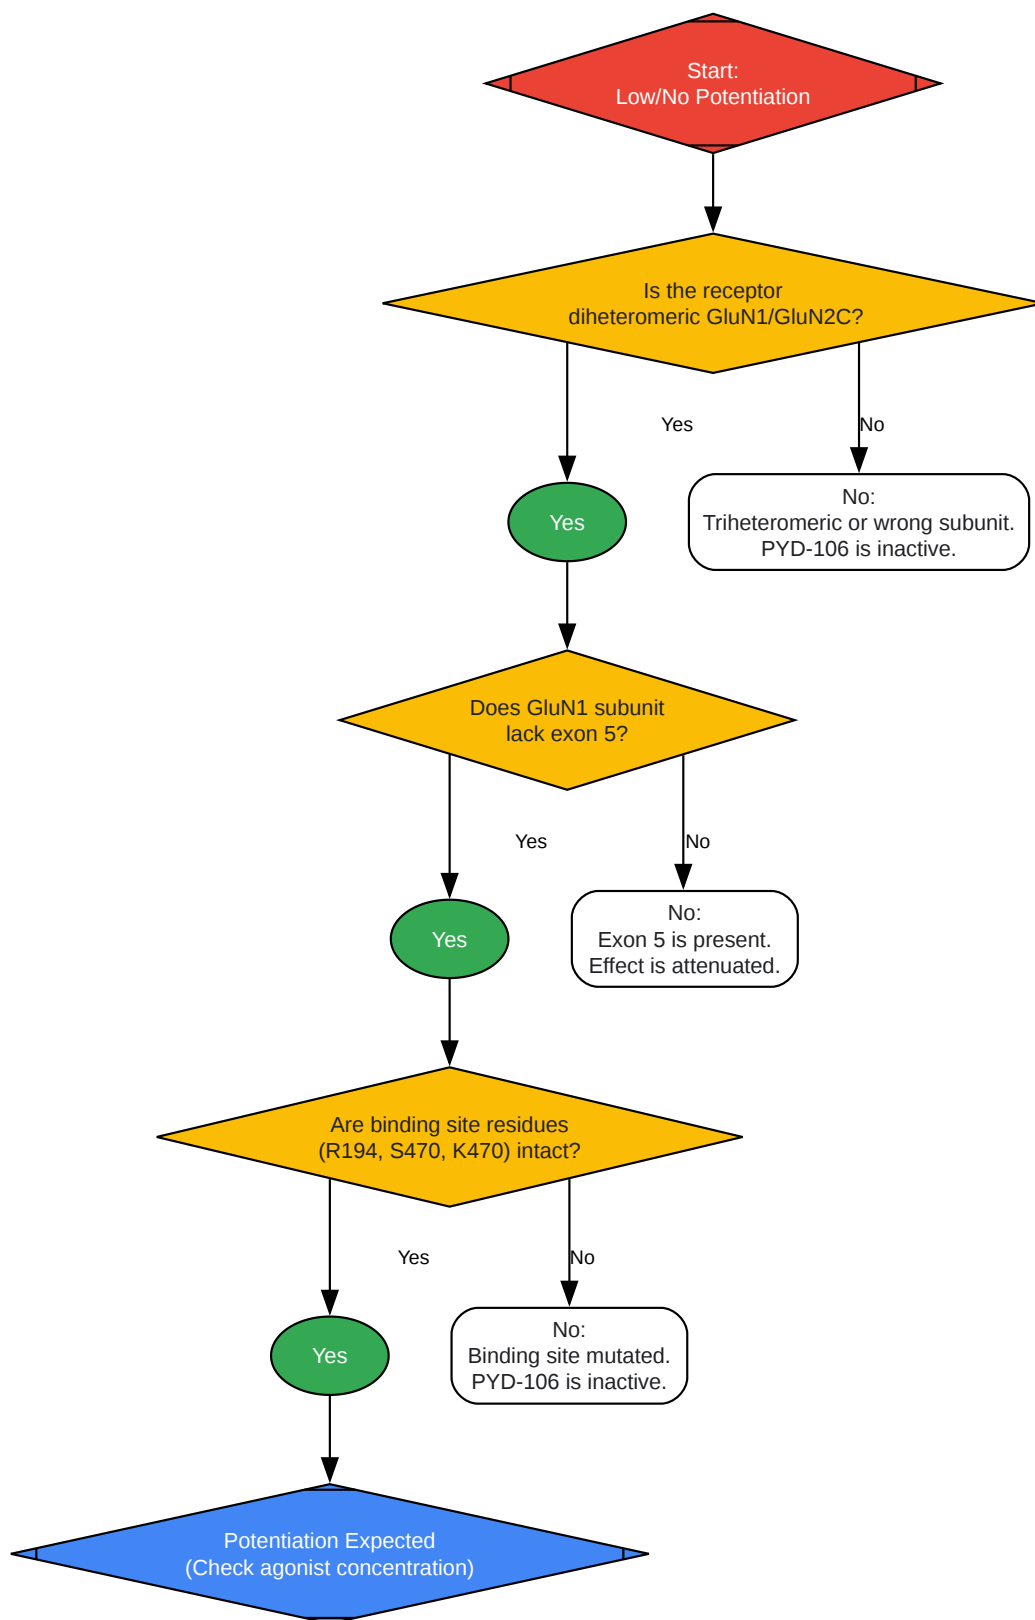 Start:
Low/No Potentiation
Is the receptor
diheteromeric GluN1/GluN2C?
Yes
No
Yes
No:
Triheteromeric or wrong subunit.
PYD-106 is inactive.
Does GluN1 subunit
lack exon 5?
Yes
No
Yes
No:
Exon 5 is present.
Effect is attenuated.
Are binding site residues
(R194, S470, K470) intact?
Yes
No
Yes
No:
Binding site mutated.
PYD-106 is inactive.
Potentiation Expected
(Check agonist concentration)